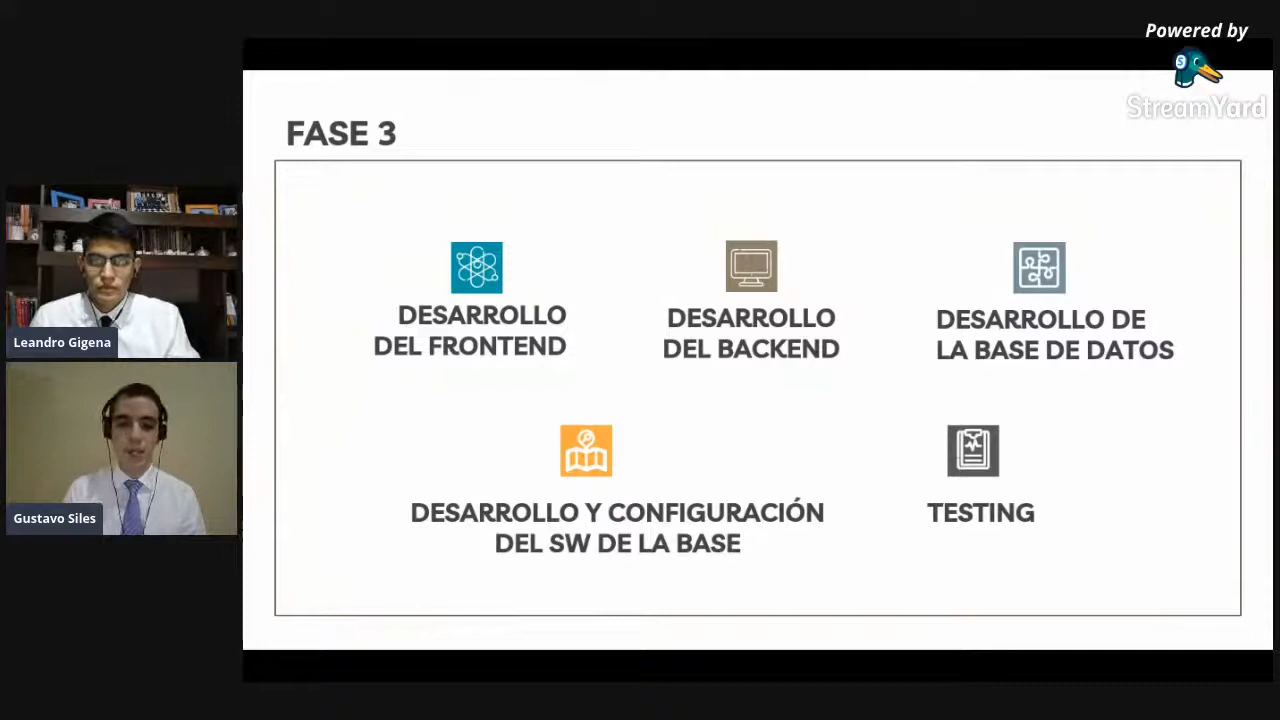 Powered by
StreamYard
FASE 3
DESARROLLO
DEL FRONTEND
DESARROLLO
DEL BACKEND
DESARROLLO DE
LA BASE DE DATOS
DESARROLLO Y CONFIGURACIÓN
DEL SW DE LA BASE
TESTING
Leandro Gigena
Gustavo Siles